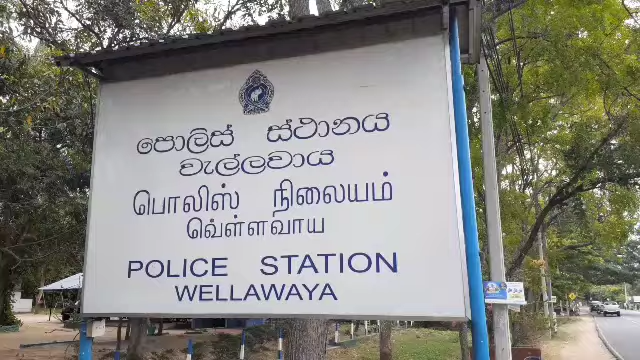 පොලිස් ස්ථානය
වැල්ලවාය
பொலிஸ் நிலையம்
வெள்ளவாய
POLICE STATION
WELLAWAYA